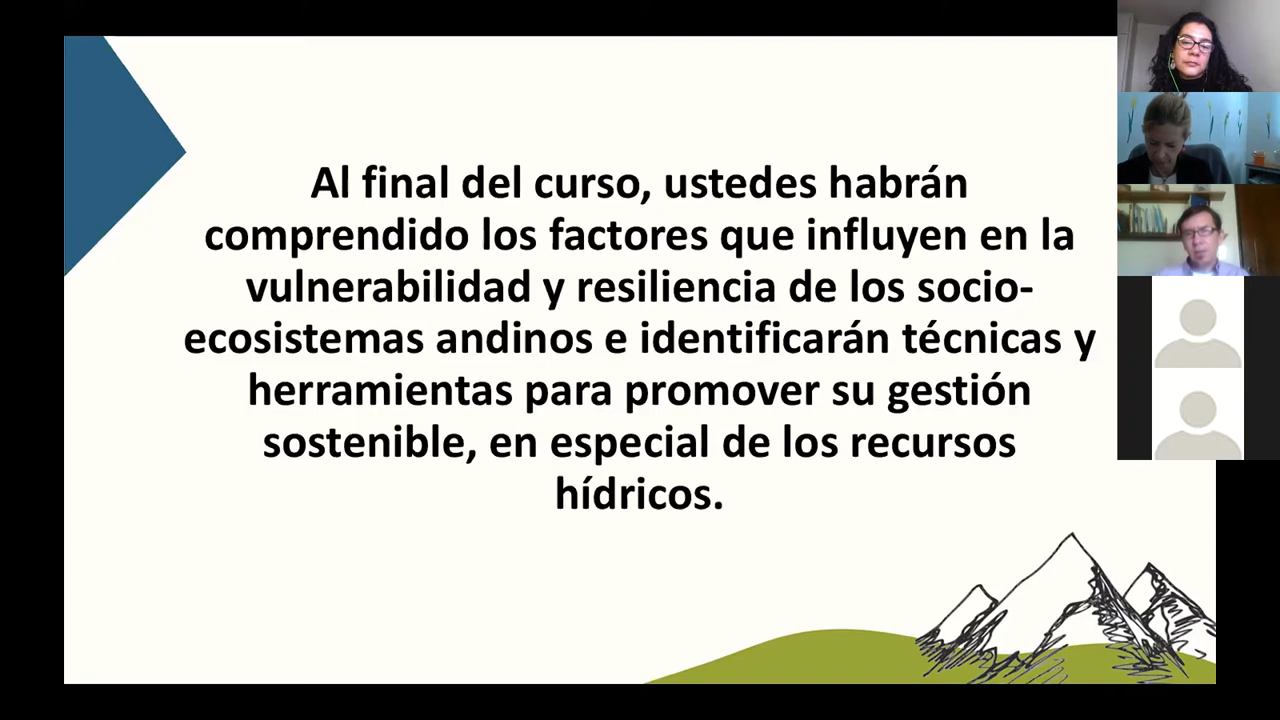 Al final del curso, ustedes habrán
comprendido los factores que influyen en la
vulnerabilidad y resiliencia de los socio-
ecosistemas andinos e identificarán técnicas y
herramientas para promover su gestión
sostenible, en especial de los recursos
hídricos.